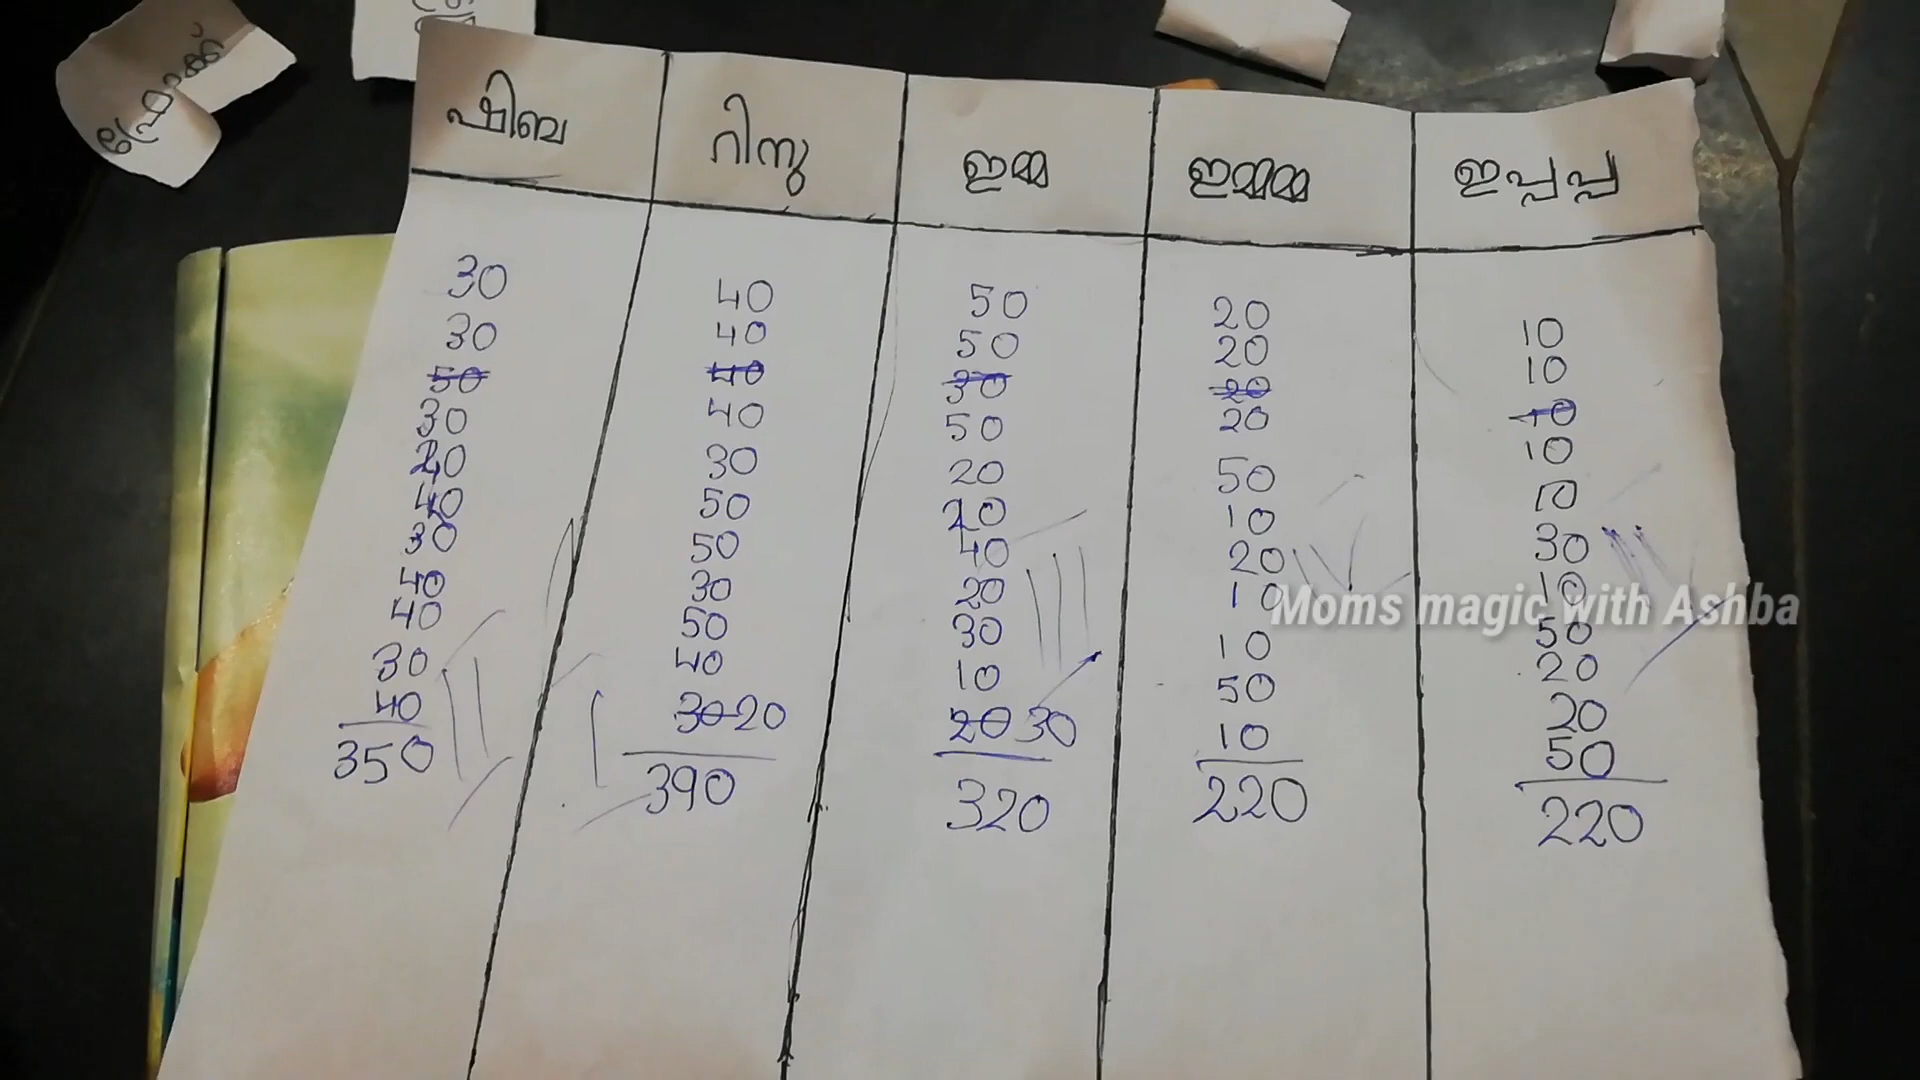 ഷിബ റിനു ഇമ്മ ഇമ്മമ്മ ഇപ്പപ്പ
30 40 50 20 10
30 40 50 20 10
50 40 30 20 10
30 40 50 20 10
20 30 20 50 10
40 50 20 10 30
30 50 40 20 10
40 30 20 10 50
40 50 30 10 20
30 40 10 50 20
40 30 20 20 30 10 50
350 390 320 220 220
Moms magic with Ashba